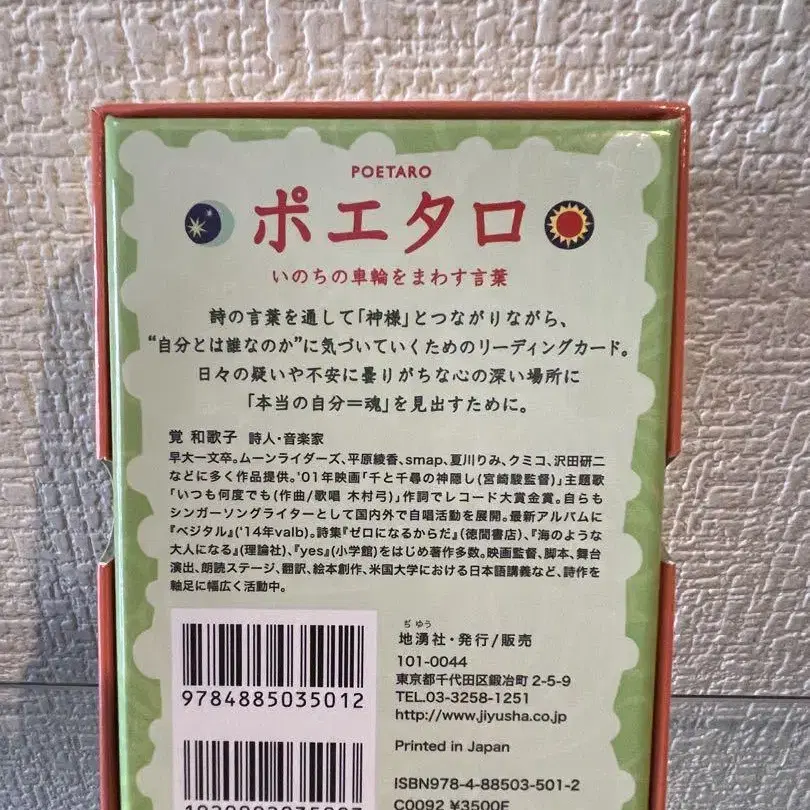 POETARO
ポエタロ
いのちの車輪をまわす言葉
詩の言葉を通して「神様」とつながりながら、
“自分とは誰なのか”に気づいていくためのリーディングカード。
日々の疑いや不安に曇りがちな心の深い場所に
「本当の自分=魂」を見出すために。
覚 和歌子 詩人・音楽家
早大一文卒。ムーンライダーズ、平原綾香、smap、夏川りみ、クミコ、沢田研二
などに多く作品提供。'01年映画「千と千尋の神隠し(宮崎駿監督)」主題歌
「いつも何度でも(作曲/歌唱 木村弓)」作詞でレコード大賞金賞。自らも
シンガーソングライターとして国内外で自唱活動を展開。最新アルバムに
『ベジタル』('14年valb)。詩集『ゼロになるからだ』(徳間書店)、『海のような
大人になる』(理論社)、『yes』(小学館)をはじめ著作多数。映画監督、脚本、舞台
演出、朗読ステージ、翻訳、絵本創作、米国大学における日本語講義など、詩作を
軸足に幅広く活動中。
9784885035012
ぢゆう
地湧社・発行/販売
101-0044
東京都千代田区鍛冶町 2-5-9
TEL.03-3258-1251
http://www.jiyusha.co.jp
Printed in Japan
ISBN978-4-88503-501-2
C0092 ¥3500E